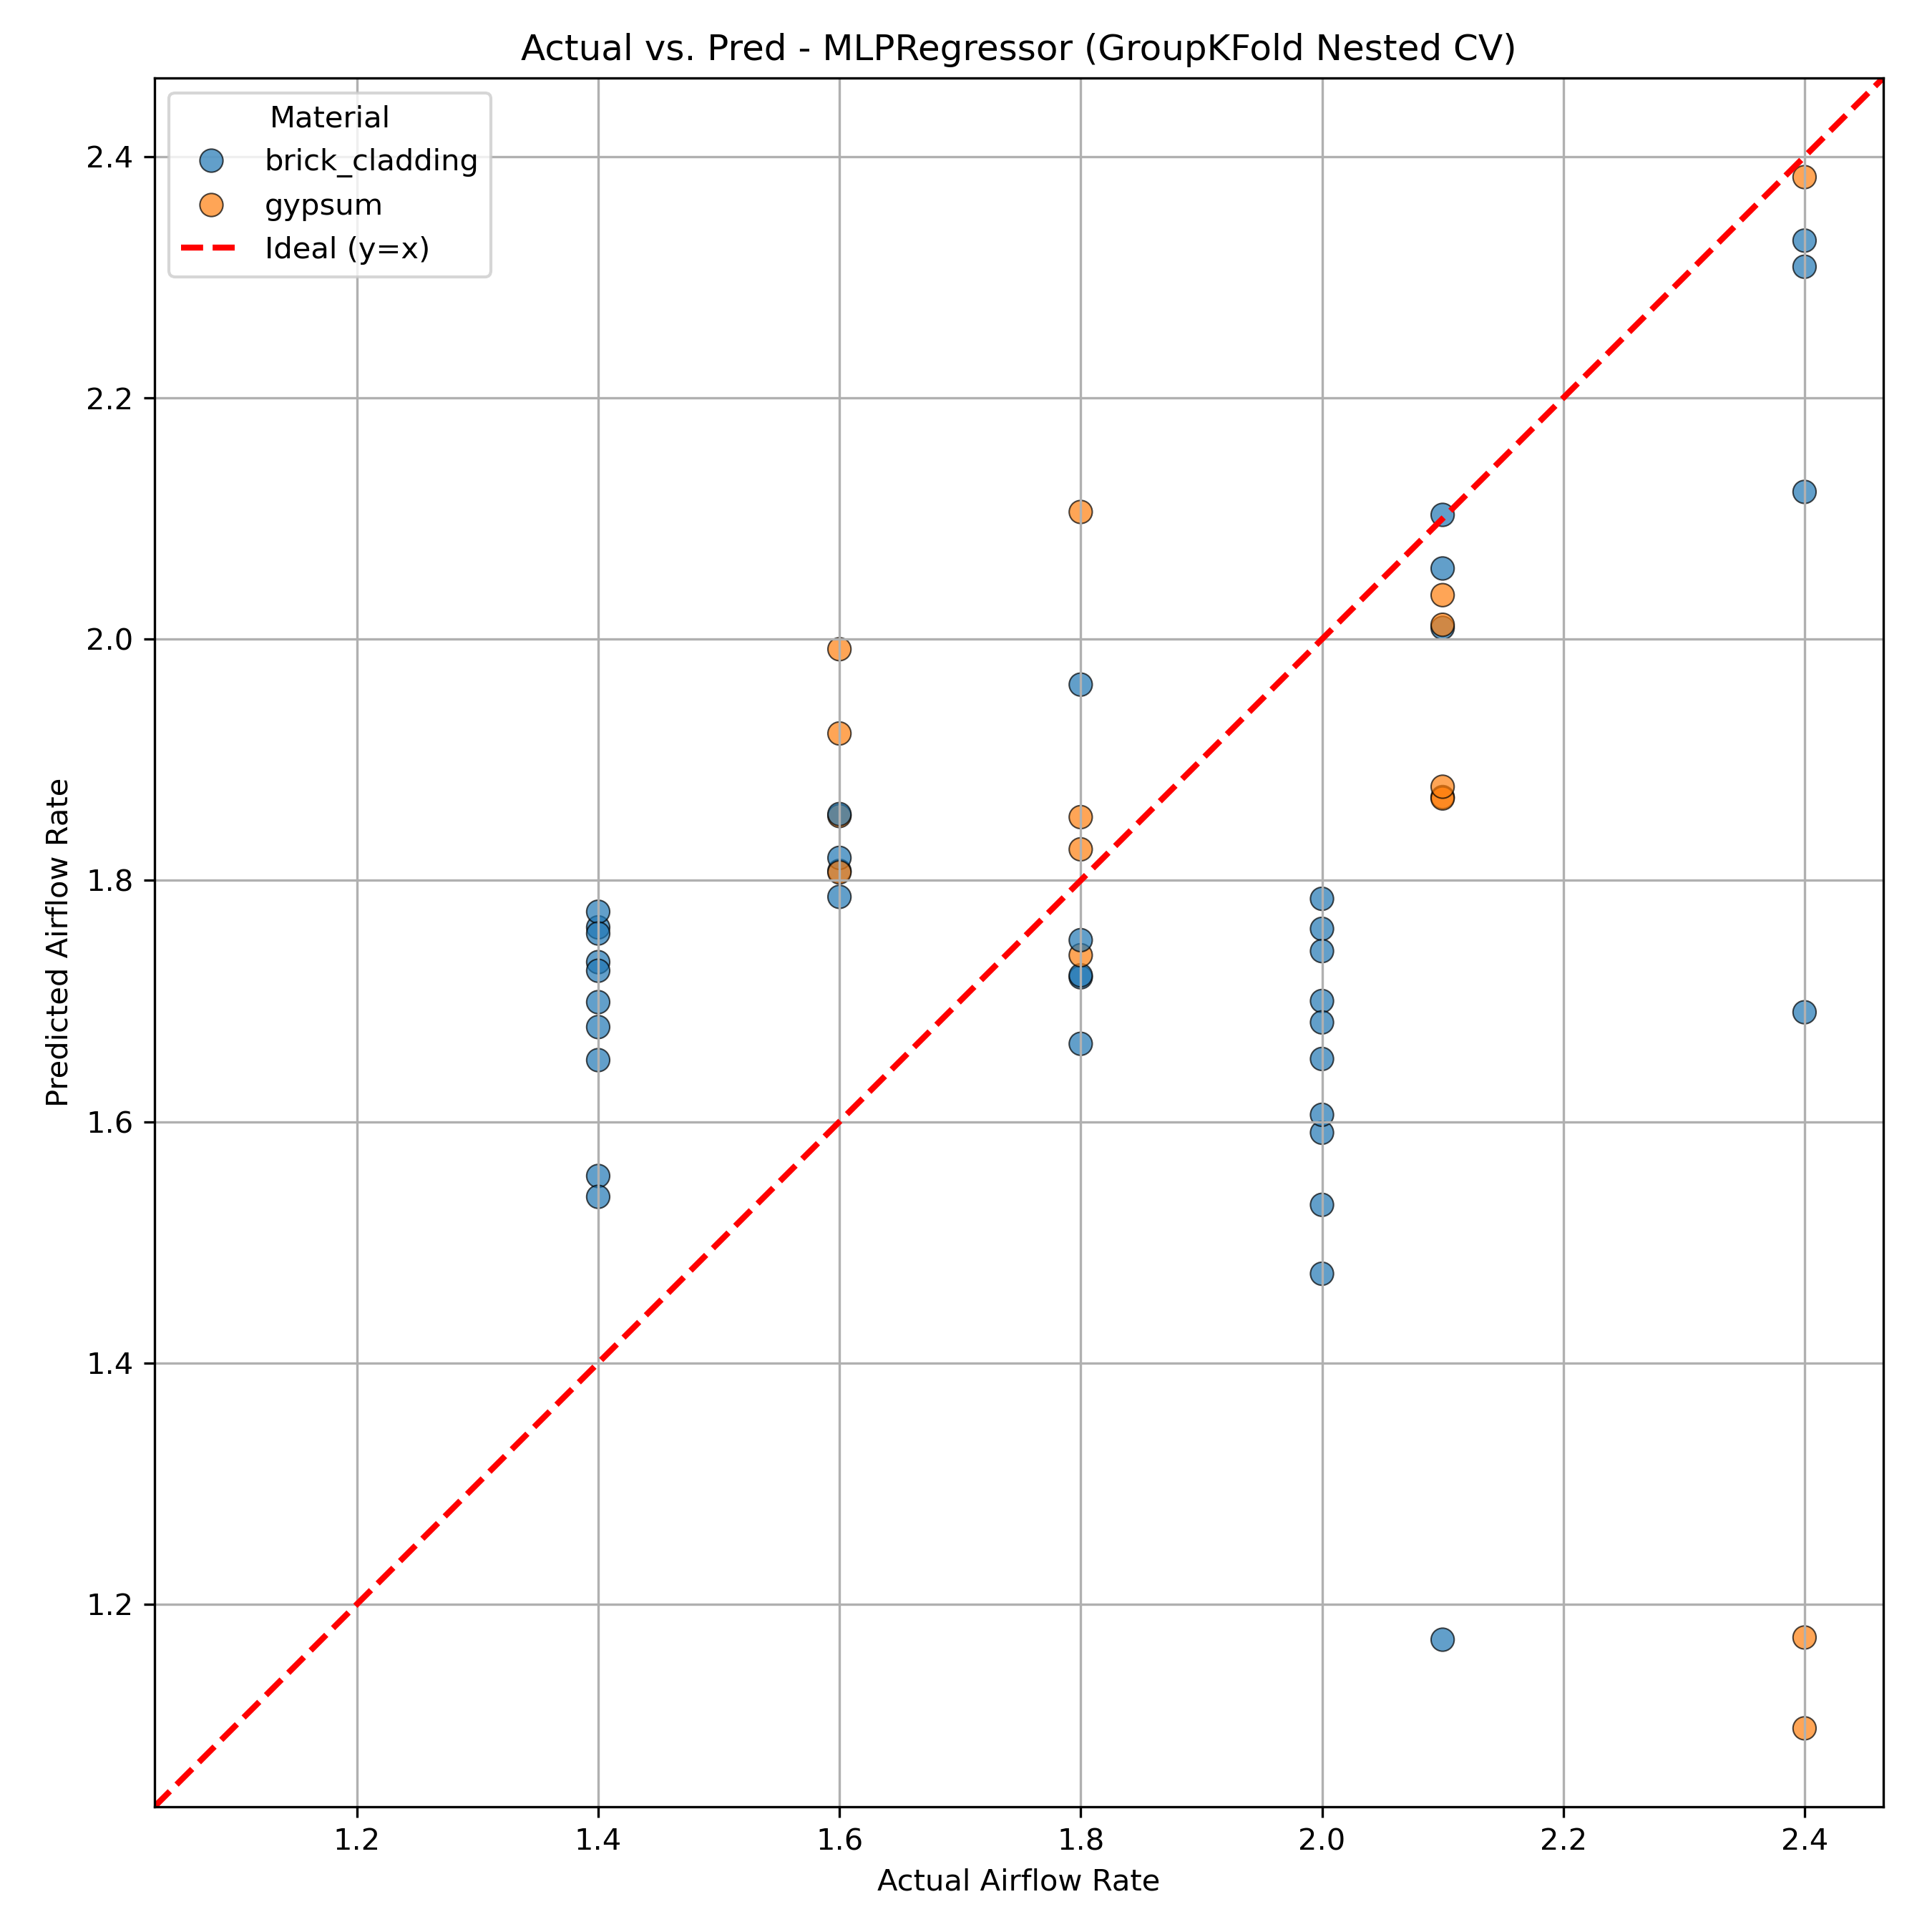 Actual vs. Pred - MLPRegressor (GroupKFold Nested CV)
Material
brick_cladding
gypsum
Ideal (y=x)
Predicted Airflow Rate
2.4
2.2
2.0
1.8
1.6
1.4
1.2
1.2 1.4 1.6 1.8 2.0 2.2 2.4
Actual Airflow Rate